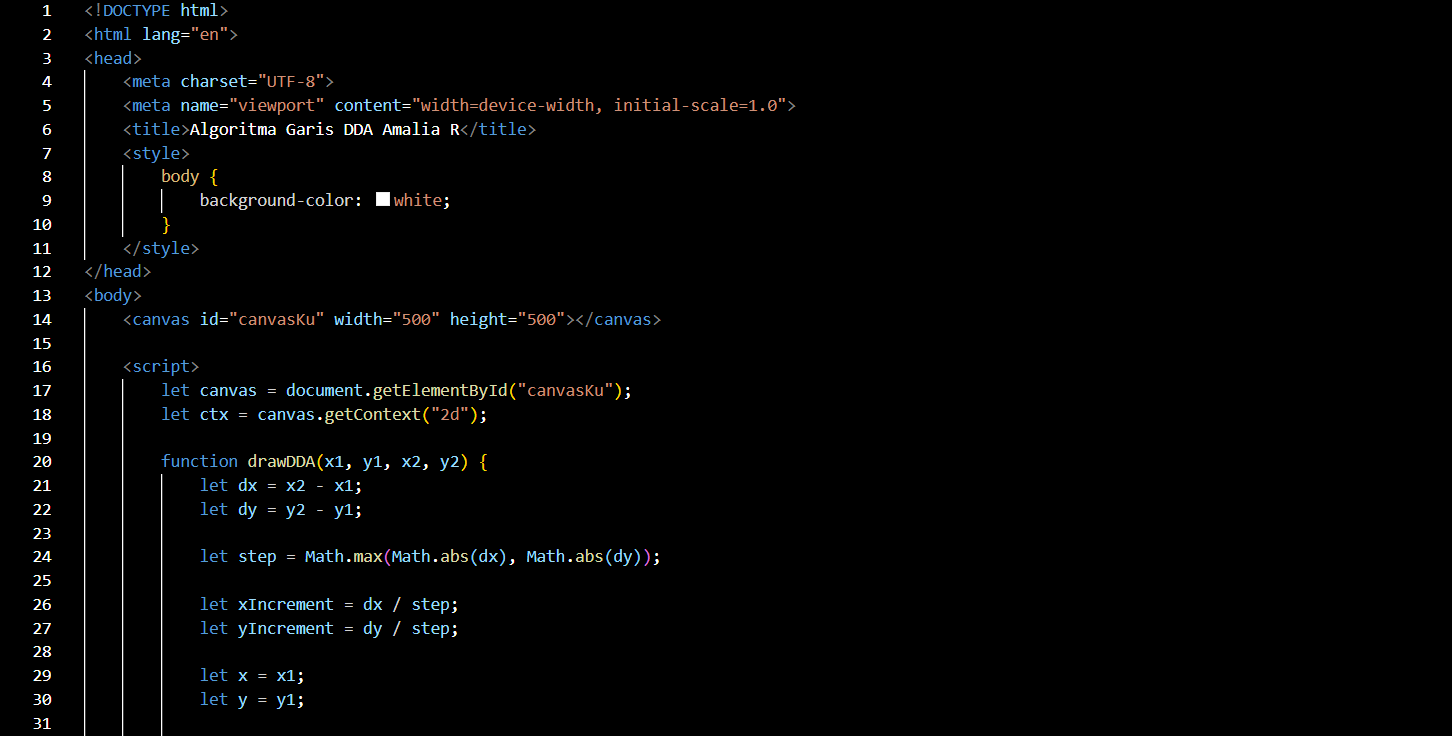 1 <!DOCTYPE html>
2 <html lang="en">
3 <head>
4     <meta charset="UTF-8">
5     <meta name="viewport" content="width=device-width, initial-scale=1.0">
6     <title>Algoritma Garis DDA Amalia R</title>
7     <style>
8         body {
9             background-color: white;
10         }
11     </style>
12 </head>
13 <body>
14     <canvas id="canvasKu" width="500" height="500"></canvas>
15
16     <script>
17         let canvas = document.getElementById("canvasKu");
18         let ctx = canvas.getContext("2d");
19
20         function drawDDA(x1, y1, x2, y2) {
21             let dx = x2 - x1;
22             let dy = y2 - y1;
23
24             let step = Math.max(Math.abs(dx), Math.abs(dy));
25
26             let xIncrement = dx / step;
27             let yIncrement = dy / step;
28
29             let x = x1;
30             let y = y1;
31